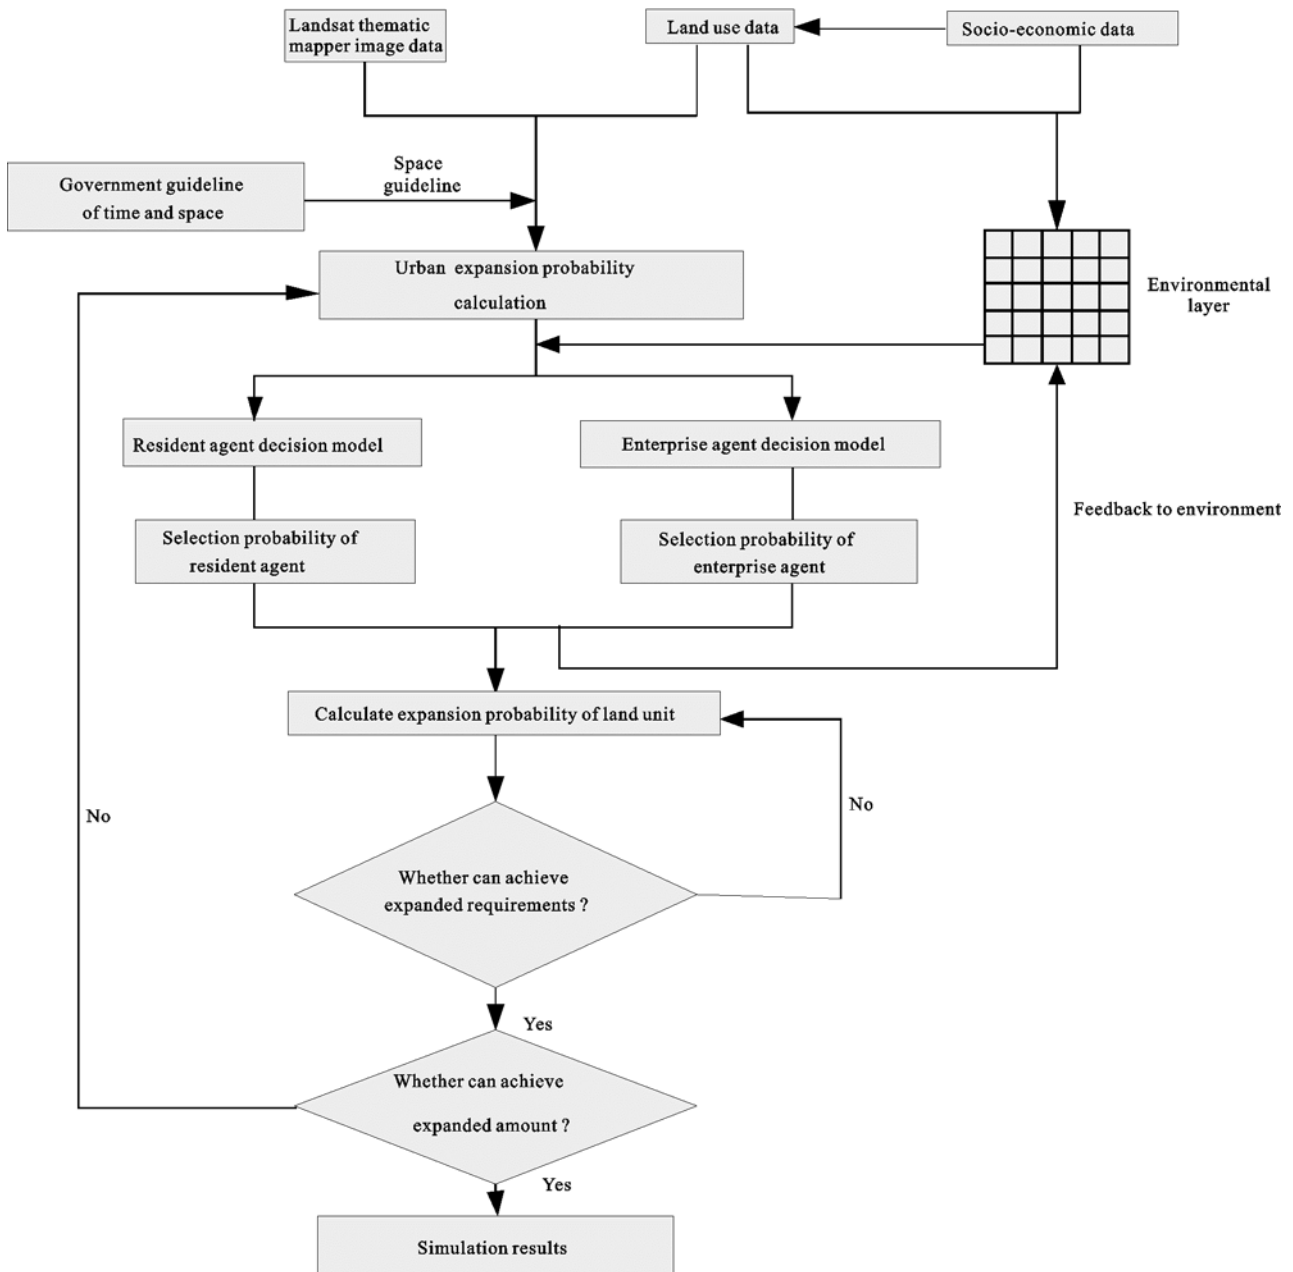 Landsat thematic
mapper image data
Land use data
Socio-economic data
Government guideline
of time and space
Space
guideline
Urban expansion probability
calculation
Environmental
layer
Resident agent decision model
Enterprise agent decision model
Feedback to environment
Selection probability of
resident agent
Selection probability of
enterprise agent
Calculate expansion probability of land unit
No
No
Whether can achieve
expanded requirements ?
Yes
Whether can achieve
expanded amount ?
Yes
Simulation results